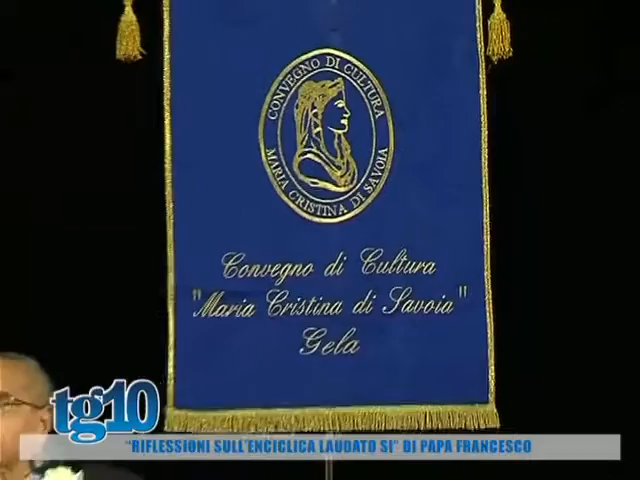 CONVEGNO DI CULTURA
MARIA CRISTINA DI SAVOIA
Convegno di Cultura
"Maria Cristina di Savoia"
Gela
tg10
"RIFLESSIONI SULL'ENCICLICA LAUDATO SI" DI PAPA FRANCESCO